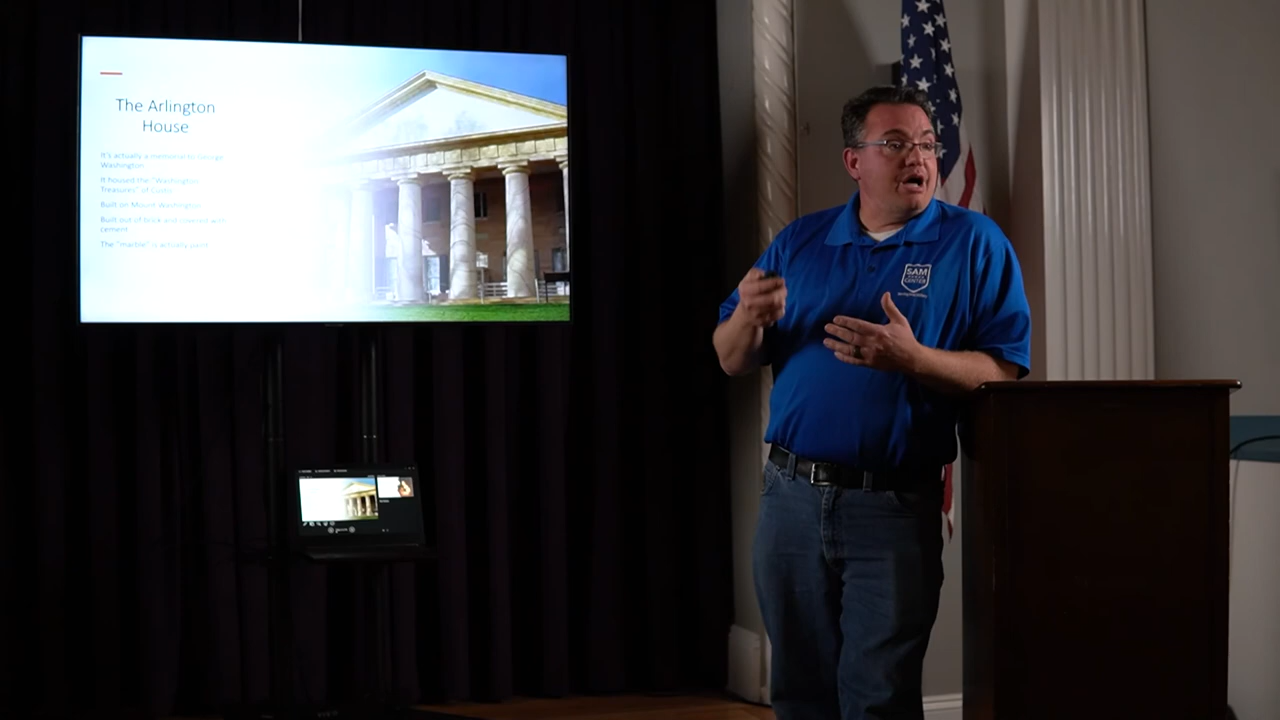 The Arlington
House
It's actually a memorial to George
Washington
It housed the "Washington
Treasures" of Custis
Built on Mount Washington
Built out of brick and covered with
cement
The "marble" is actually paint
SAM
CENTER